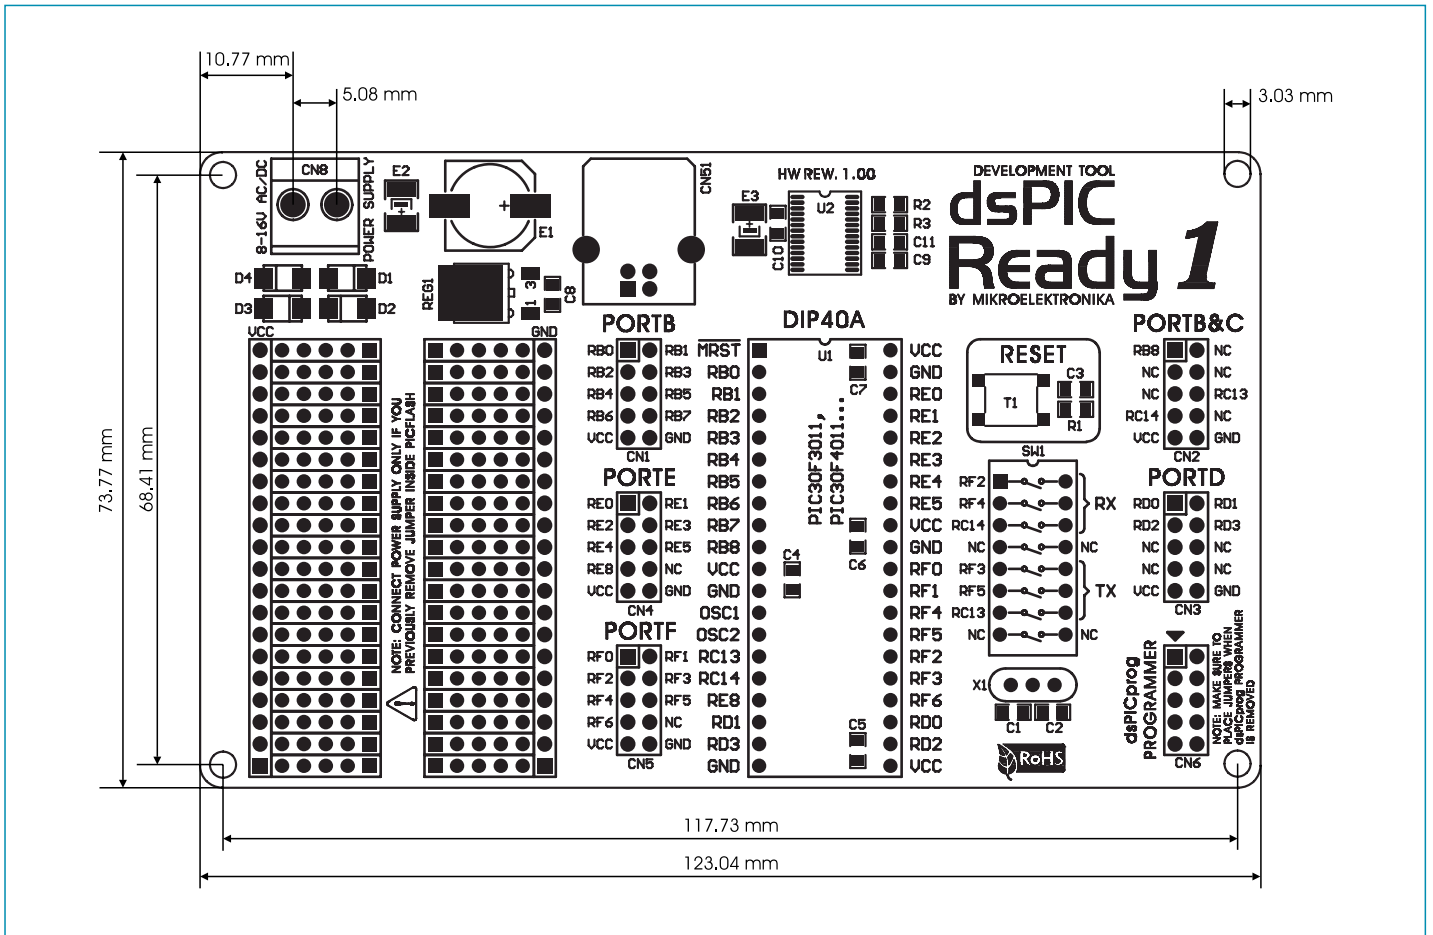 10.77 mm
5.08 mm
3.03 mm
73.77 mm
68.41 mm
8-16V AC/DC
CN8
POWER SUPPLY
E2
E1
CN51
E3
C10
HW REW. 1.00
U2
R2
R3
C11
C9
DEVELOPMENT TOOL
dsPIC
Ready 1
BY MIKROELEKTRONIKA
D4
D1
D3
D2
REG1
3
1
C8
VCC
GND
NOTE: CONNECT POWER SUPPLY ONLY IF YOU
PREVIOUSLY REMOVE JUMPER INSIDE PICFLASH
PORTB
RB0 RB1
RB2 RB3
RB4 RB5
RB6 RB7
VCC GND
CN1
PORTE
RE0 RE1
RE2 RE3
RE4 RE5
RE8 NC
VCC GND
CN4
PORTF
RF0 RF1
RF2 RF3
RF4 RF5
RF6 NC
VCC GND
CN5
DIP40A
U1
C7
PIC30F3011,
PIC30F4011...
C6
C4
C5
MRST VCC
RB0 GND
RB1 RE0
RB2 RE1
RB3 RE2
RB4 RE3
RB5 RE4
RB6 RE5
RB7 VCC
RB8 GND
VCC RF0
GND RF1
OSC1 RF4
OSC2 RF5
RC13 RF2
RC14 RF3
RE8 RF6
RD1 RD0
RD3 RD2
GND VCC
RESET
T1
C3
R1
SW1
RF2
RF4
RC14
RX
NC NC
RF3
RF5
RC13
TX
NC NC
X1
C1 C2
RoHS
PORTB&C
RB8 NC
NC NC
NC RC13
RC14 NC
VCC GND
CN2
PORTD
RD0 RD1
RD2 RD3
NC NC
NC NC
VCC GND
CN3
dsPICprog
PROGRAMMER
CN6
NOTE: MAKE SURE TO
PLACE JUMPERS WHEN
dsPICprog PROGRAMMER
IS REMOVED
117.73 mm
123.04 mm